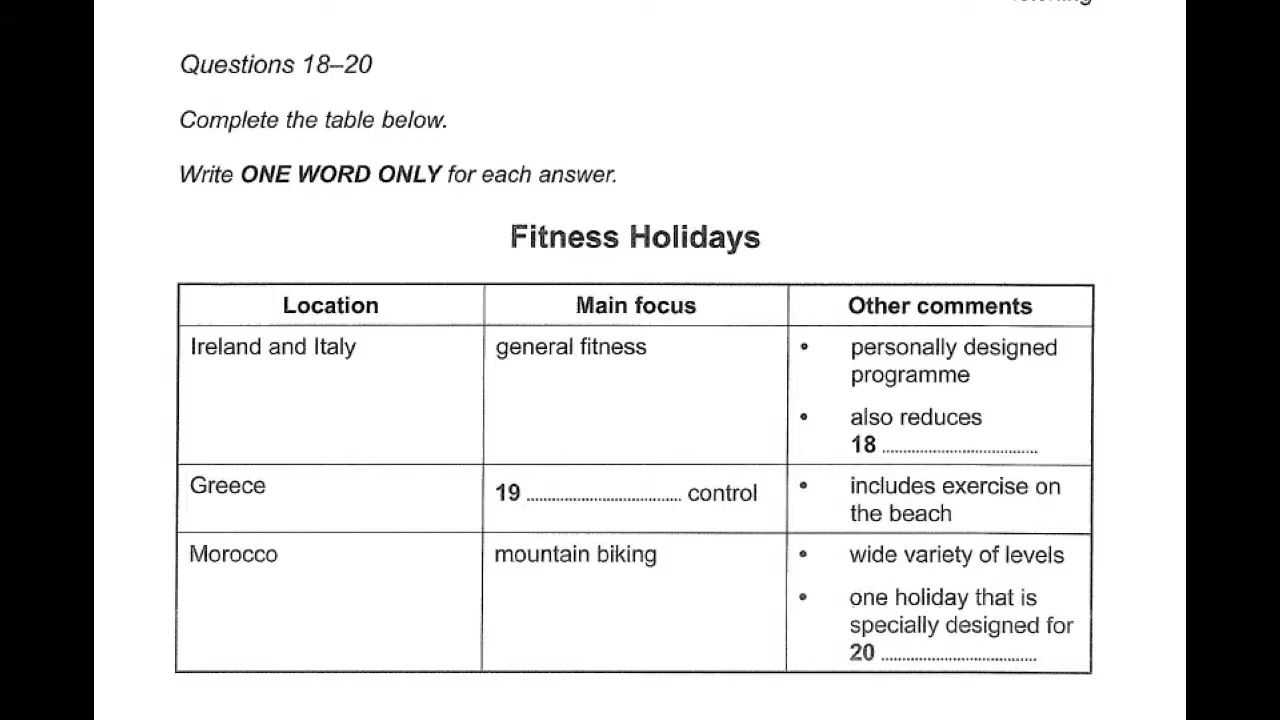 Questions 18–20
Complete the table below.
Write ONE WORD ONLY for each answer.
Fitness Holidays
Location Main focus Other comments
Ireland and Italy general fitness • personally designed
programme
• also reduces
18 ................................
Greece 19 ................................ control • includes exercise on
the beach
Morocco mountain biking • wide variety of levels
• one holiday that is
specially designed for
20 ................................